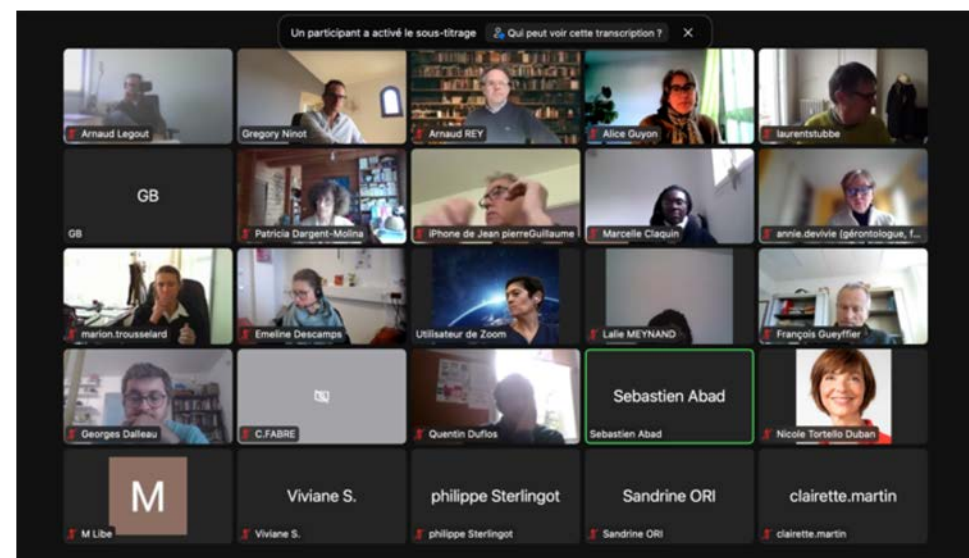 Un participant a activé le sous-titrage Qui peut voir cette transcription ?
Arnaud Legout
Gregory Ninot
Arnaud REY
Alice Guyon
laurentstubbe
GB
GB
Patricia Dargent-Molina
iPhone de Jean pierreGuillaume
Marcelle Claquin
annie.devivie (gérontologue, f...
marion.trousselard
Emeline Descamps
Utilisateur de Zoom
Lalie MEYNAND
François Gueyffier
Georges Dalleau
C.FABRE
Quentin Duflos
Sebastien Abad
Sebastien Abad
Nicole Tortello Duban
M
M Libe
Viviane S.
Viviane S.
philippe Sterlingot
philippe Sterlingot
Sandrine ORI
Sandrine ORI
clairette.martin
clairette.martin